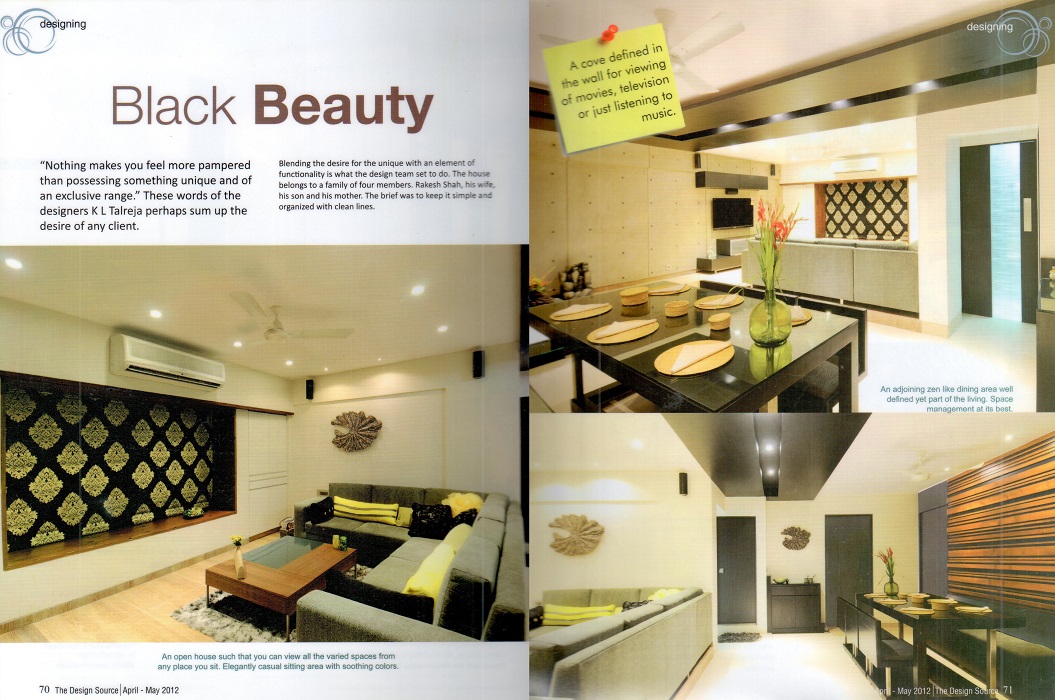 designing
Black Beauty
“Nothing makes you feel more pampered
than possessing something unique and of
an exclusive range.” These words of the
designers K L Talreja perhaps sum up the
desire of any client.
Blending the desire for the unique with an element of
functionality is what the design team set to do. The house
belongs to a family of four members. Rakesh Shah, his wife,
his son and his mother. The brief was to keep it simple and
organized with clean lines.
An open house such that you can view all the varied spaces from
any place you sit. Elegantly casual sitting area with soothing colors.
70 The Design Source | April - May 2012
designing
A cove defined in
the wall for viewing
of movies, television
or just listening to
music.
An adjoining zen like dining area well
defined yet part of the living. Space
management at its best.
April - May 2012 | The Design Source 71